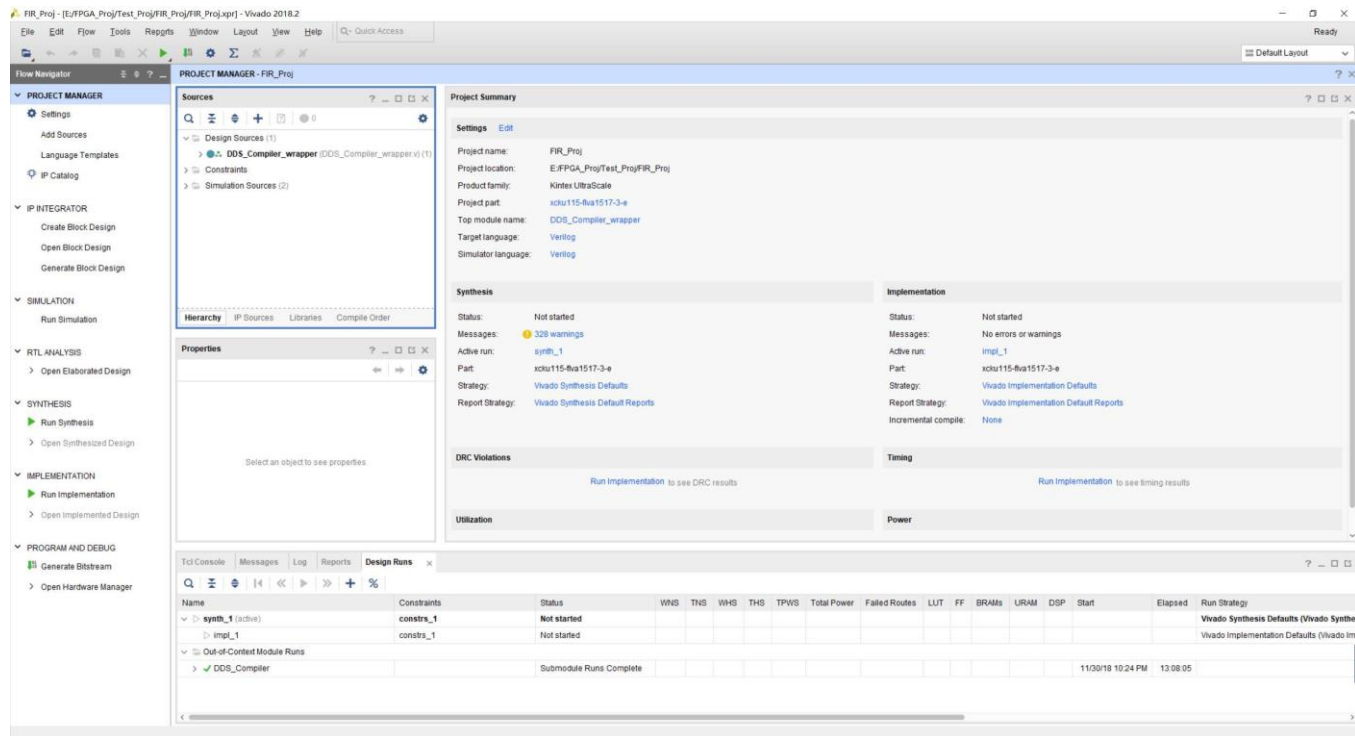 FIR_Proj - [E:/FPGA_Proj/Test_Proj/FIR_Proj/FIR_Proj.xpr] - Vivado 2018.2
File Edit Flow Tools Reports Window Layout View Help Q- Quick Access
Ready
Default Layout
Flow Navigator
PROJECT MANAGER
Settings
Add Sources
Language Templates
IP Catalog
IP INTEGRATOR
Create Block Design
Open Block Design
Generate Block Design
SIMULATION
Run Simulation
RTL ANALYSIS
Open Elaborated Design
SYNTHESIS
Run Synthesis
Open Synthesized Design
IMPLEMENTATION
Run Implementation
Open Implemented Design
PROGRAM AND DEBUG
Generate Bitstream
Open Hardware Manager
PROJECT MANAGER - FIR_Proj
Sources
0
Design Sources (1)
DDS_Compiler_wrapper (DDS_Compiler_wrapper.v) (1)
Constraints
Simulation Sources (2)
Hierarchy IP Sources Libraries Compile Order
Properties
Select an object to see properties
Project Summary
Settings Edit
Project name: FIR_Proj
Project location: E:/FPGA_Proj/Test_Proj/FIR_Proj
Product family: Kintex UltraScale
Project part: xcku115-flva1517-3-e
Top module name: DDS_Compiler_wrapper
Target language: Verilog
Simulator language: Verilog
Synthesis
Status: Not started
Messages: 328 warnings
Active run: synth_1
Part: xcku115-flva1517-3-e
Strategy: Vivado Synthesis Defaults
Report Strategy: Vivado Synthesis Default Reports
Implementation
Status: Not started
Messages: No errors or warnings
Active run: impl_1
Part: xcku115-flva1517-3-e
Strategy: Vivado Implementation Defaults
Report Strategy: Vivado Implementation Default Reports
Incremental compile: None
DRC Violations
Run Implementation to see DRC results
Timing
Run Implementation to see timing results
Utilization
Power
Tcl Console Messages Log Reports Design Runs
Name Constraints Status WNS TNS WHS THS TPWS Total Power Failed Routes LUT FF BRAMs URAM DSP Start Elapsed Run Strategy
synth_1 (active) constrs_1 Not started Vivado Synthesis Defaults (Vivado Synthe
impl_1 constrs_1 Not started Vivado Implementation Defaults (Vivado Im
Out-of-Context Module Runs
DDS_Compiler Submodule Runs Complete 11/30/18 10:24 PM 13:08:05